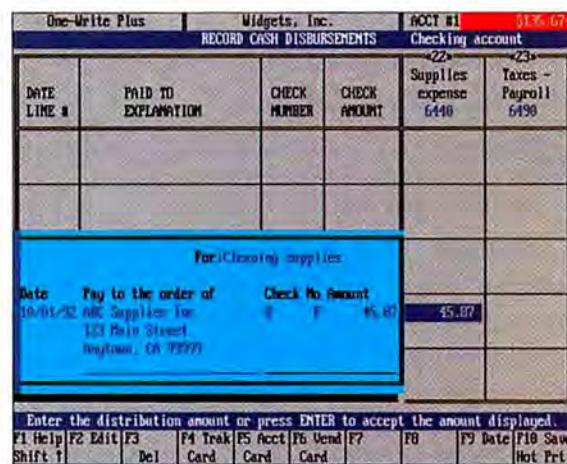 One-Write Plus Widgets, Inc. ACCT #1 $135.67
RECORD CASH DISBURSEMENTS Checking account
<22> <23>
Supplies Taxes -
DATE PAID TO CHECK CHECK expense Payroll
LINE # EXPLANATION NUMBER AMOUNT 6440 6490
For:Cleaning supplies
Date Pay to the order of Check No Amount
10/01/92 ABC Supplies Inc 45.87 45.87
123 Main Street
Anytown, CA 99999
Enter the distribution amount or press ENTER to accept the amount displayed.
F1 Help F2 Edit F3 F4 Trak F5 Acct F6 Vend F7 F8 F9 Date F10 Save
Shift ↑ Del Card Card Card Not Prt